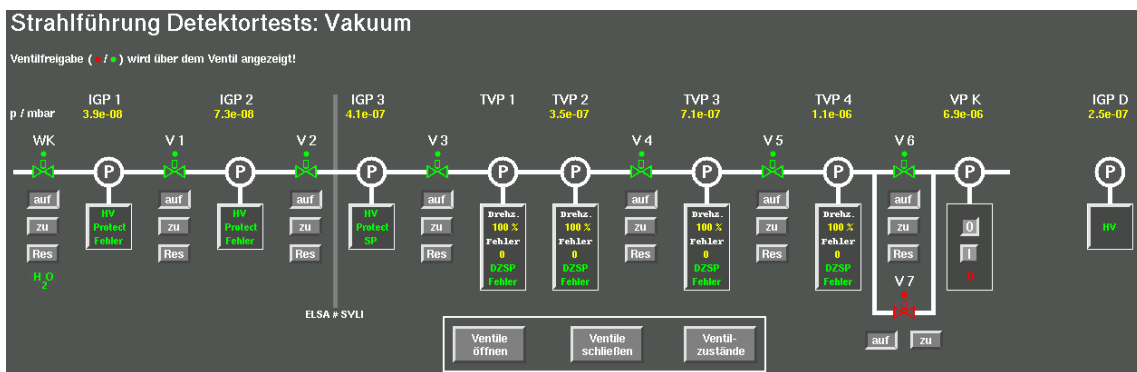 Strahlführung Detektortests: Vakuum
Ventilfreigabe ( / ) wird über dem Ventil angezeigt!
IGP 1 IGP 2 IGP 3 TVP 1 TVP 2 TVP 3 TVP 4 VP K IGP D
p / mbar 3.9e-08 7.3e-08 4.1e-07 3.5e-07 7.1e-07 1.1e-06 6.9e-06 2.5e-07
WK V 1 V 2 V 3 V 4 V 5 V 6
P P P P P P P P P
auf auf auf auf auf auf auf
zu zu zu zu zu zu zu
Res Res Res Res Res Res Res
HV
Protect
Fehler
HV
Protect
Fehler
HV
Protect
SP
Drehz.
100 %
Fehler
0
DZSP
Fehler
Drehz.
100 %
Fehler
0
DZSP
Fehler
Drehz.
100 %
Fehler
0
DZSP
Fehler
Drehz.
100 %
Fehler
0
DZSP
Fehler
0
I
0
HV
H2O
V 7
auf zu
ELSA # SVLI
Ventile
öffnen
Ventile
schließen
Ventil-
zustände